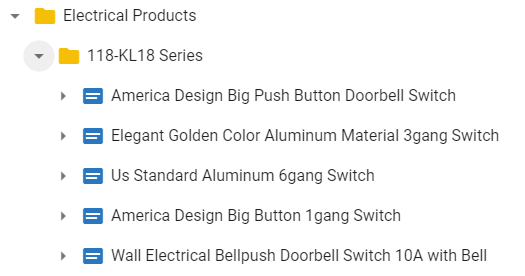 Electrical Products
118-KL18 Series
America Design Big Push Button Doorbell Switch
Elegant Golden Color Aluminum Material 3gang Switch
Us Standard Aluminum 6gang Switch
America Design Big Button 1gang Switch
Wall Electrical Bellpush Doorbell Switch 10A with Bell